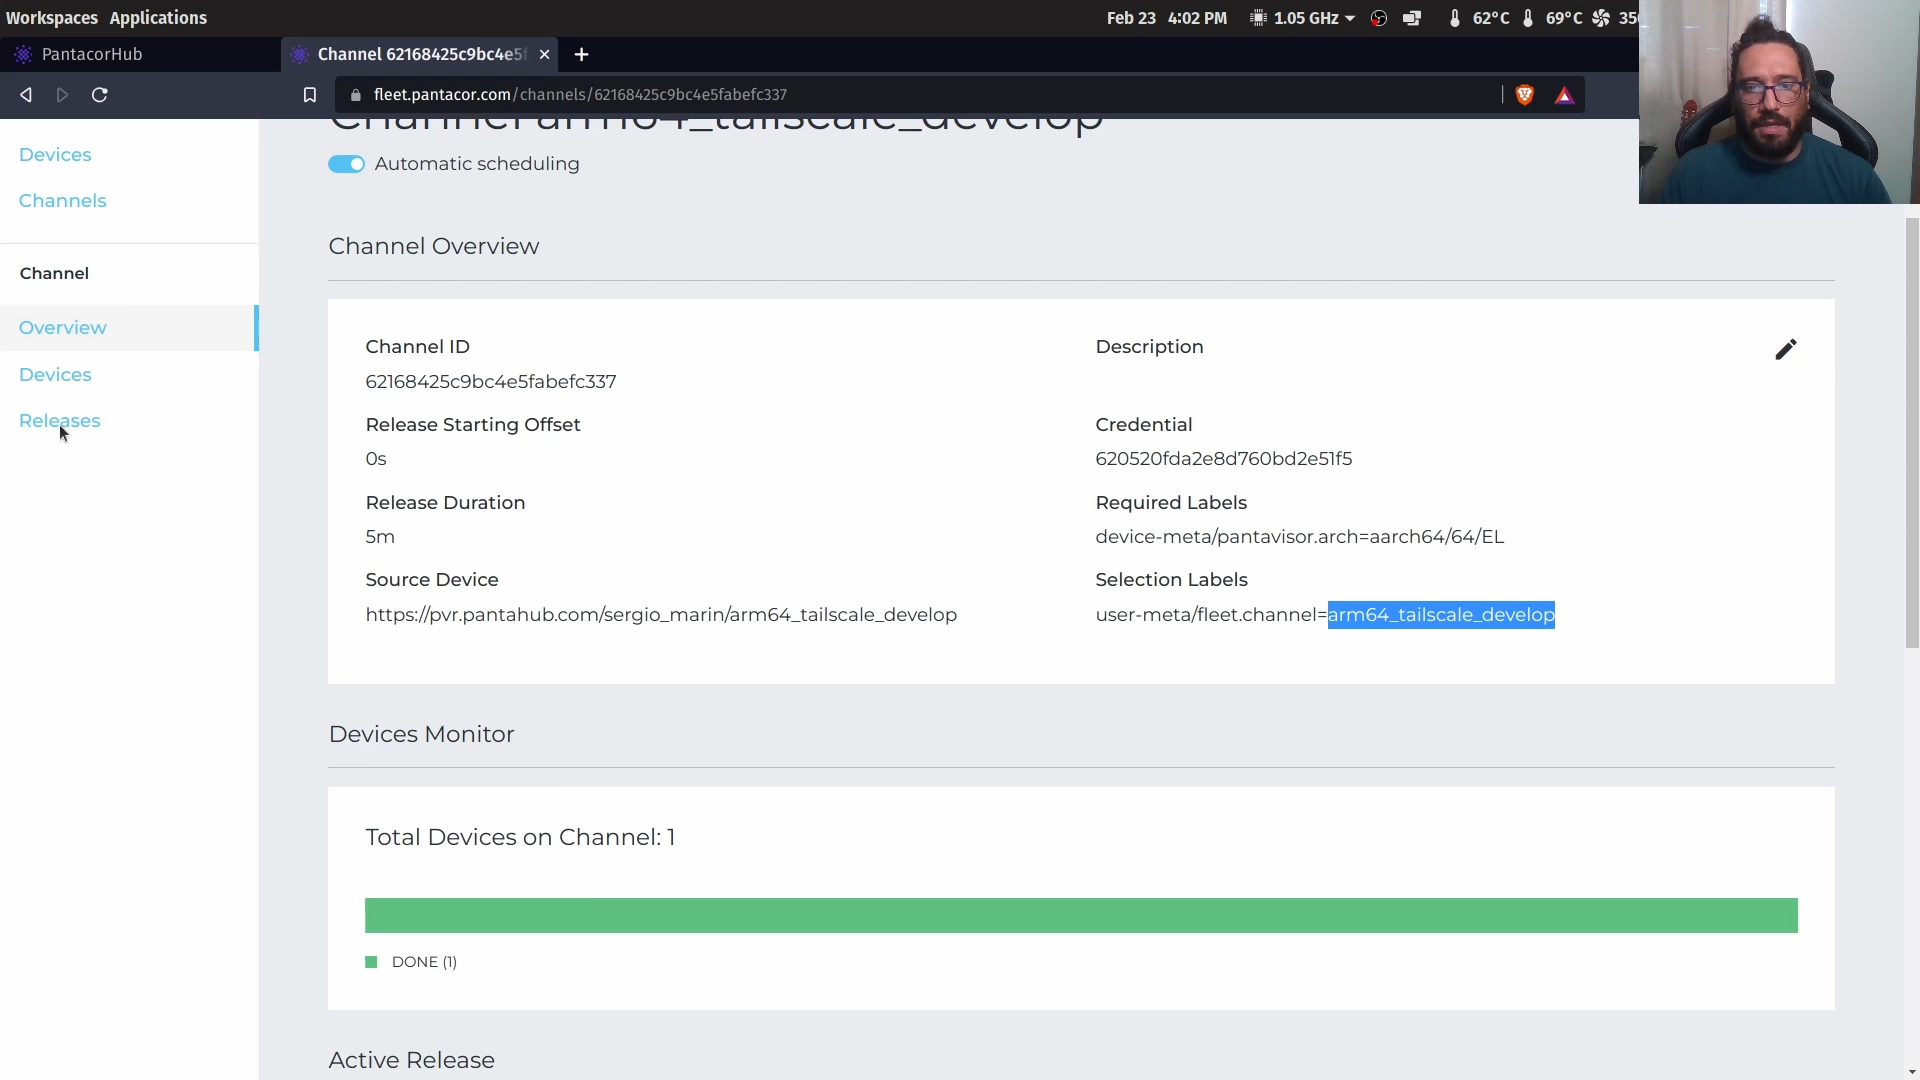 Workspaces Applications
Feb 23 4:02 PM 1.05 GHz 62°C 69°C
PantacorHub
Channel 62168425c9bc4e5f
fleet.pantacor.com/channels/62168425c9bc4e5fabefc337
Channel arm64_tailscale_develop
Automatic scheduling
Devices
Channels
Channel
Overview
Devices
Releases
Channel Overview
Channel ID
62168425c9bc4e5fabefc337
Description
Release Starting Offset
0s
Credential
620520fda2e8d760bd2e51f5
Release Duration
5m
Required Labels
device-meta/pantavisor.arch=aarch64/64/EL
Source Device
https://pvr.pantahub.com/sergio_marin/arm64_tailscale_develop
Selection Labels
user-meta/fleet.channel=arm64_tailscale_develop
Devices Monitor
Total Devices on Channel: 1
DONE (1)
Active Release